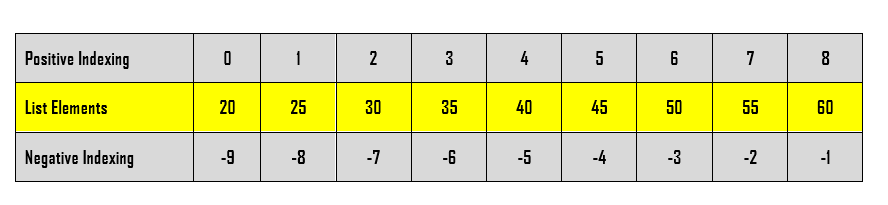 Positive Indexing 0 1 2 3 4 5 6 7 8
List Elements 20 25 30 35 40 45 50 55 60
Negative Indexing -9 -8 -7 -6 -5 -4 -3 -2 -1